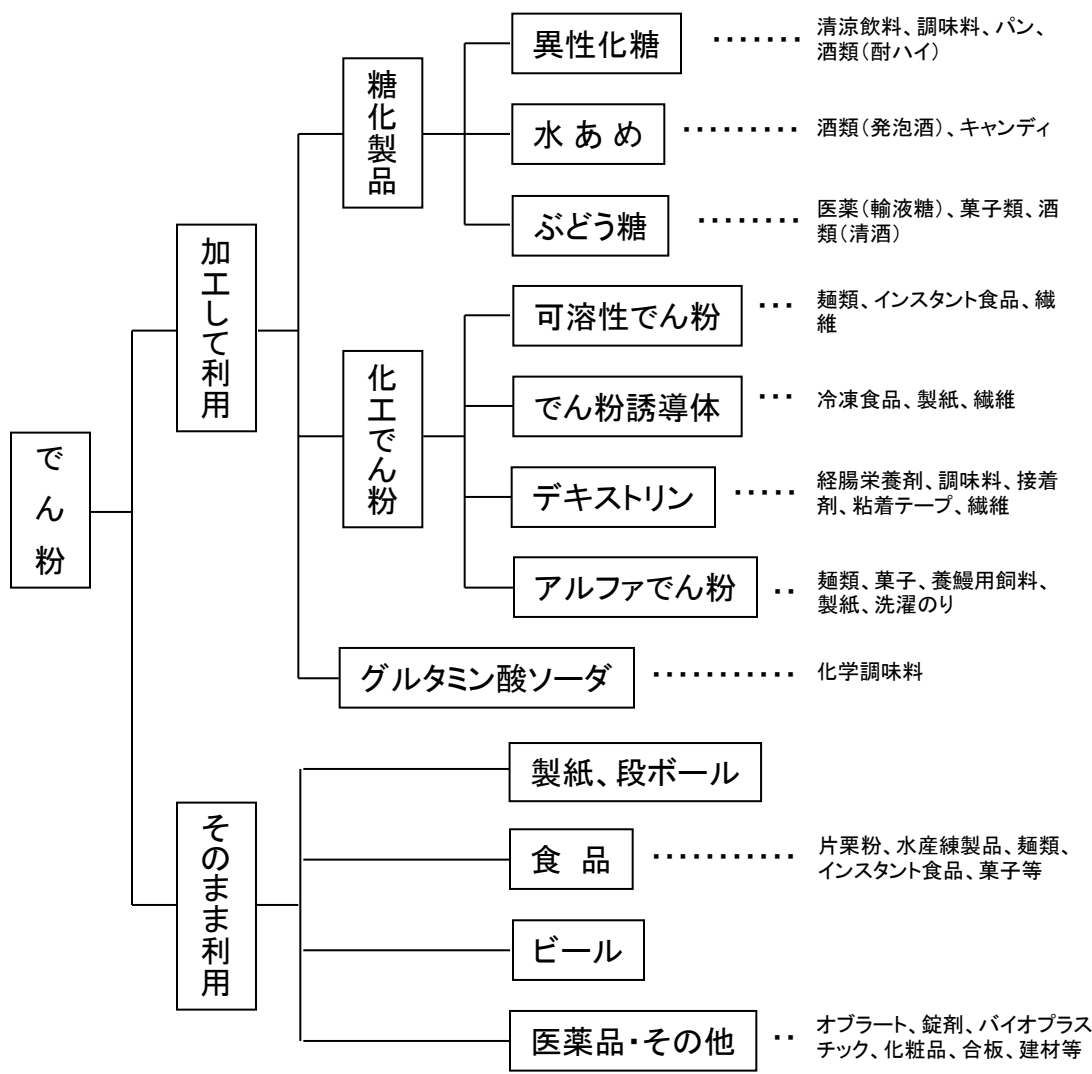 でん粉
加工して利用
糖化製品
異性化糖 ・・・・・・・ 清涼飲料、調味料、パン、
酒類(酎ハイ)
水あめ ・・・・・・・・・ 酒類(発泡酒)、キャンディ
ぶどう糖 ・・・・・・・・ 医薬(輸液糖)、菓子類、酒
類(清酒)
化工でん粉
可溶性でん粉 ・・・ 麺類、インスタント食品、繊
維
でん粉誘導体 ・・・ 冷凍食品、製紙、繊維
デキストリン ・・・・・ 経腸栄養剤、調味料、接着
剤、粘着テープ、繊維
アルファでん粉 ・・ 麺類、菓子、養鰻用飼料、
製紙、洗濯のり
グルタミン酸ソーダ ・・・・・・・・・・・ 化学調味料
そのまま利用
製紙、段ボール
食品 ・・・・・・・・・・・ 片栗粉、水産練製品、麺類、
インスタント食品、菓子等
ビール
医薬品・その他 ・・ オブラート、錠剤、バイオプラス
チック、化粧品、合板、建材等